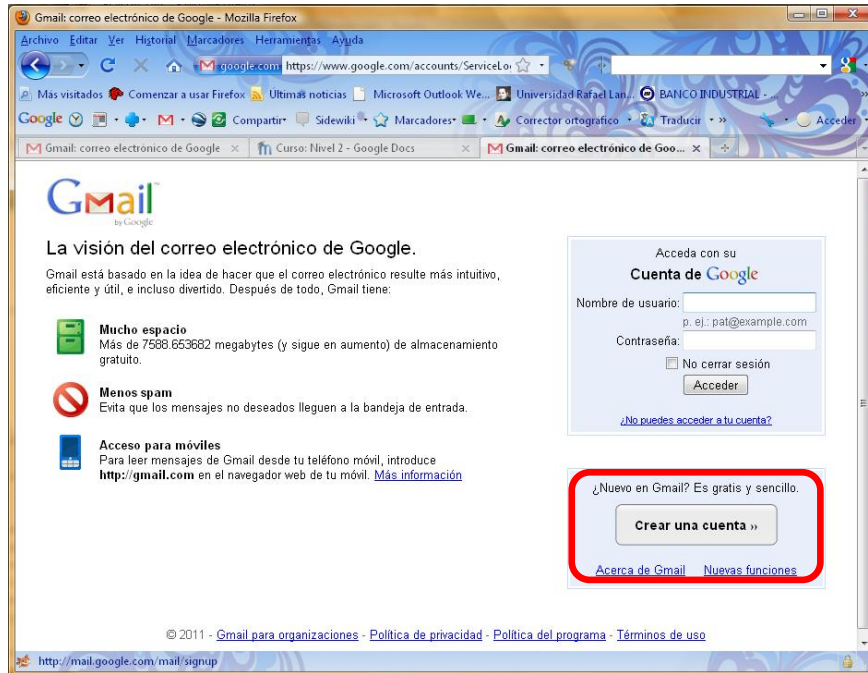 Gmail: correo electrónico de Google - Mozilla Firefox
Archivo Editar Ver Historial Marcadores Herramientas Ayuda
google.com https://www.google.com/accounts/ServiceLo
Más visitados Comenzar a usar Firefox Últimas noticias Microsoft Outlook We... Universidad Rafael Lan... BANCO INDUSTRIAL - ...
Google Compartir Sidewiki Marcadores Corrector ortográfico Traducir Acceder
Gmail: correo electrónico de Google Curso: Nivel 2 - Google Docs Gmail: correo electrónico de Goo...
Gmail™
by Google
La visión del correo electrónico de Google.
Gmail está basado en la idea de hacer que el correo electrónico resulte más intuitivo,
eficiente y útil, e incluso divertido. Después de todo, Gmail tiene:
Mucho espacio
Más de 7588.653682 megabytes (y sigue en aumento) de almacenamiento
gratuito.
Menos spam
Evita que los mensajes no deseados lleguen a la bandeja de entrada.
Acceso para móviles
Para leer mensajes de Gmail desde tu teléfono móvil, introduce
http://gmail.com en el navegador web de tu móvil. Más información
Acceda con su
Cuenta de Google
Nombre de usuario:
p. ej.: pat@example.com
Contraseña:
No cerrar sesión
Acceder
¿No puedes acceder a tu cuenta?
¿Nuevo en Gmail? Es gratis y sencillo.
Crear una cuenta »
Acerca de Gmail Nuevas funciones
© 2011 - Gmail para organizaciones - Política de privacidad - Política del programa - Términos de uso
http://mail.google.com/mail/signup